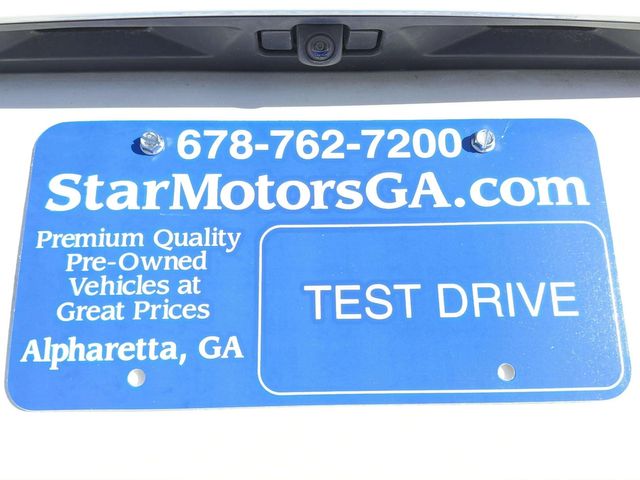 678-762-7200
StarMotorsGA.com
Premium Quality
Pre-Owned
Vehicles at
Great Prices
Alpharetta, GA
TEST DRIVE